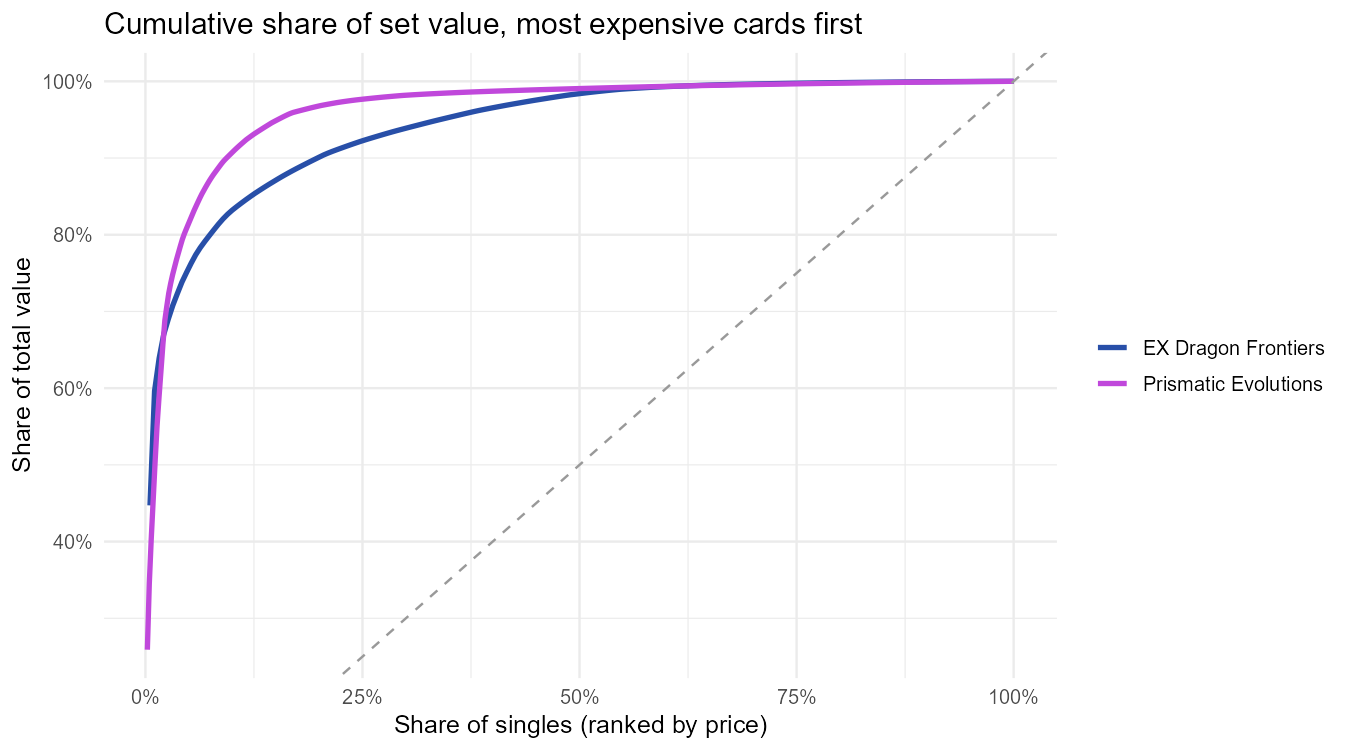 Cumulative share of set value, most expensive cards first
Share of total value
100%
80%
60%
40%
0%
25%
50%
75%
100%
Share of singles (ranked by price)
EX Dragon Frontiers
Prismatic Evolutions